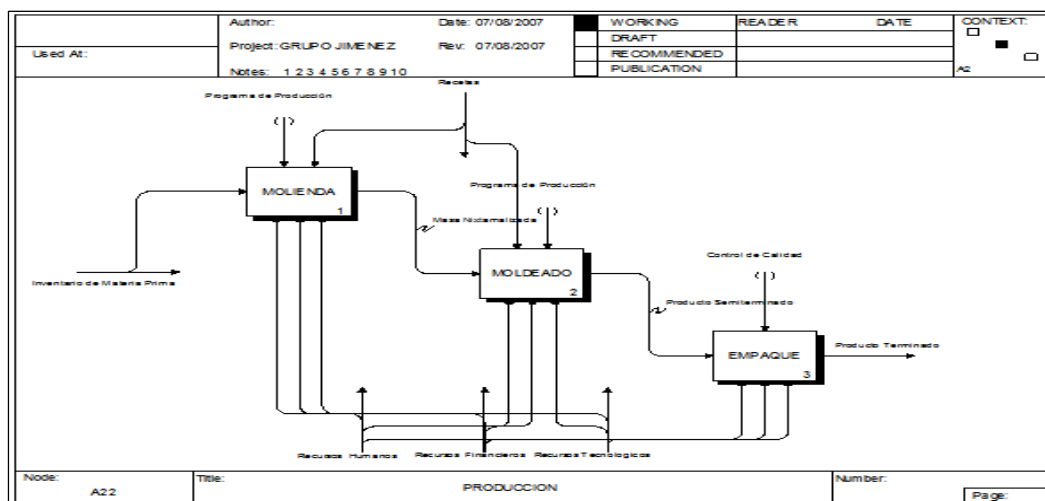 Used At:
Author:
Date: 07/08/2007
Project: GRUPO JIMENEZ
Rev: 07/08/2007
Notes: 1 2 3 4 5 6 7 8 9 10
WORKING
DRAFT
RECOMMENDED
PUBLICATION
READER
DATE
CONTEXT:
A2
Programa de Producción
( )
Recetas
MOLIENDA
1
Programa de Producción
( )
Masa Nixtamalizada
MOLDEADO
2
Control de Calidad
( )
Inventario de Materia Prima
Producto Semiterminado
EMPAQUE
3
Producto Terminado
Recursos Humanos
Recursos Financieros
Recursos Tecnologicos
Node:
A22
Title:
PRODUCCION
Number:
Page: